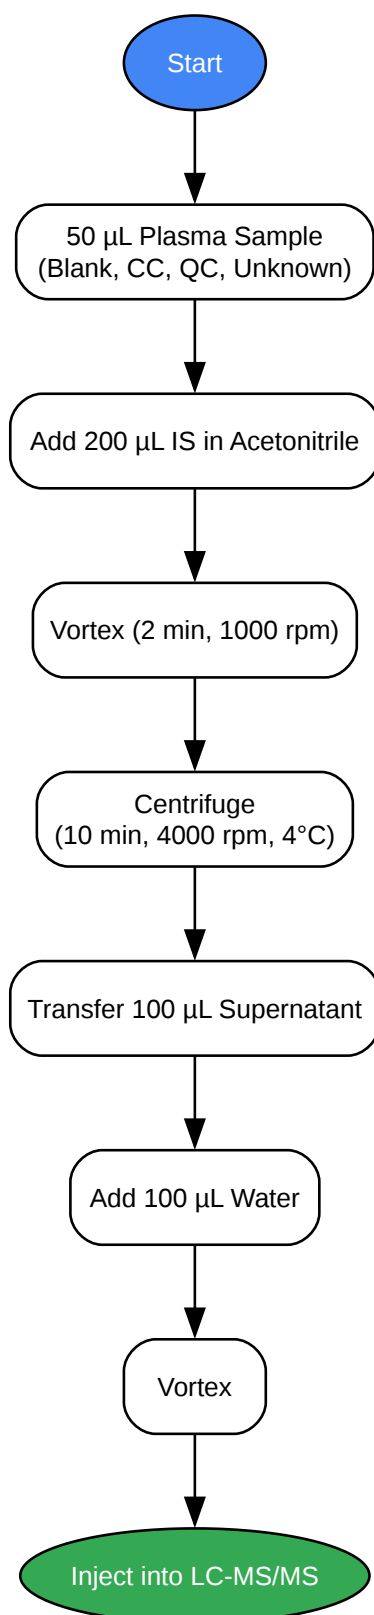 Start
50 µL Plasma Sample
(Blank, CC, QC, Unknown)
Add 200 µL IS in Acetonitrile
Vortex (2 min, 1000 rpm)
Centrifuge
(10 min, 4000 rpm, 4°C)
Transfer 100 µL Supernatant
Add 100 µL Water
Vortex
Inject into LC-MS/MS